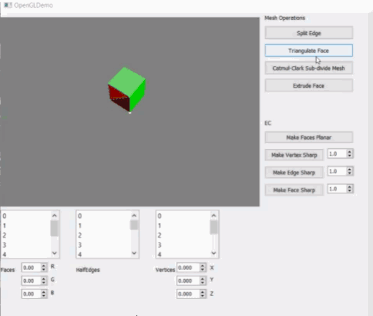 OpenGLDemo
Mesh Operations
Split Edge
Triangulate Face
Catmul-Clark Sub-divide Mesh
Extrude Face
EC
Make Faces Planar
Make Vertex Sharp 1.0
Make Edge Sharp 1.0
Make Face Sharp 1.0
0 0 0
1 1 1
2 2 2
3 3 3
4 4 4
Faces 0.00 R HalfEdges Vertices 0.000 X
0.00 G 0.000 Y
0.00 B 0.000 Z